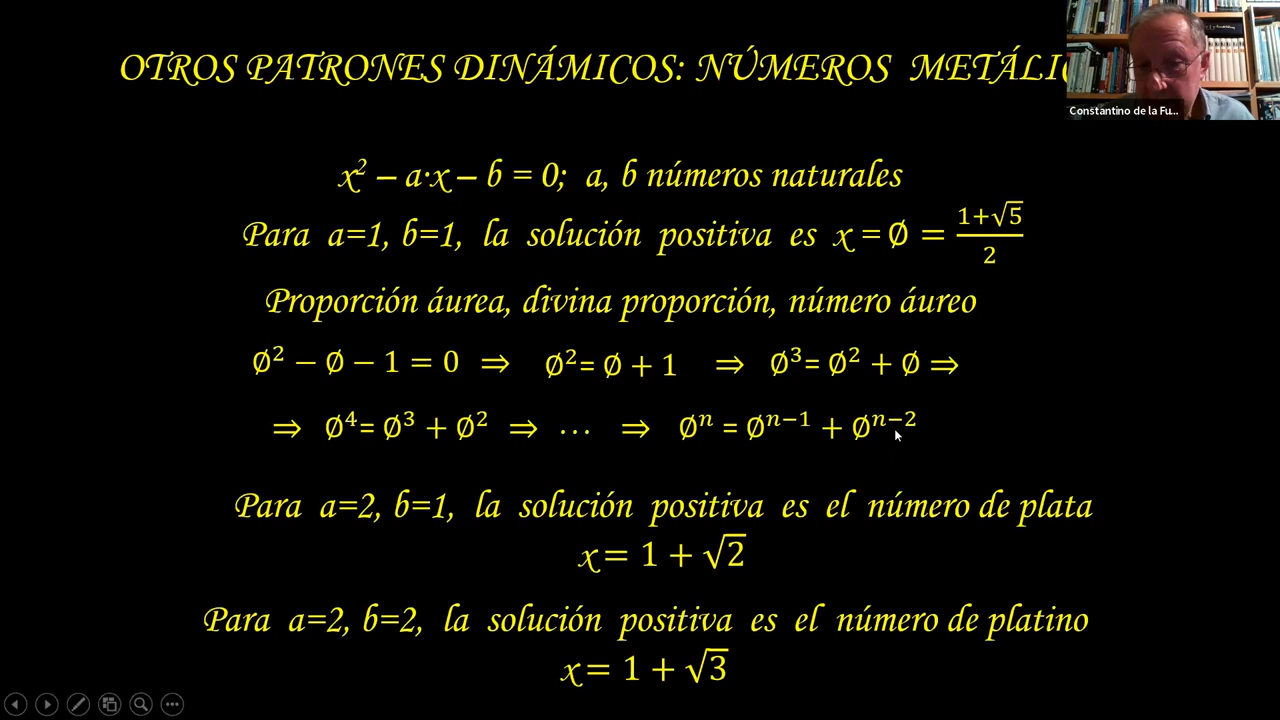 OTROS PATRONES DINÁMICOS: NÚMEROS
Constantino de la Fu...
x² – a·x – b = 0; a, b números naturales
Para a=1, b=1, la solución positiva es x = ∅ = (1+√5)/2
Proporción áurea, divina proporción, número áureo
∅² − ∅ − 1 = 0 ⇒ ∅² = ∅ + 1 ⇒ ∅³ = ∅² + ∅ ⇒
⇒ ∅⁴ = ∅³ + ∅² ⇒ ⋯ ⇒ ∅ⁿ = ∅ⁿ⁻¹ + ∅ⁿ⁻²
Para a=2, b=1, la solución positiva es el número de plata
x = 1 + √2
Para a=2, b=2, la solución positiva es el número de platino
x = 1 + √3